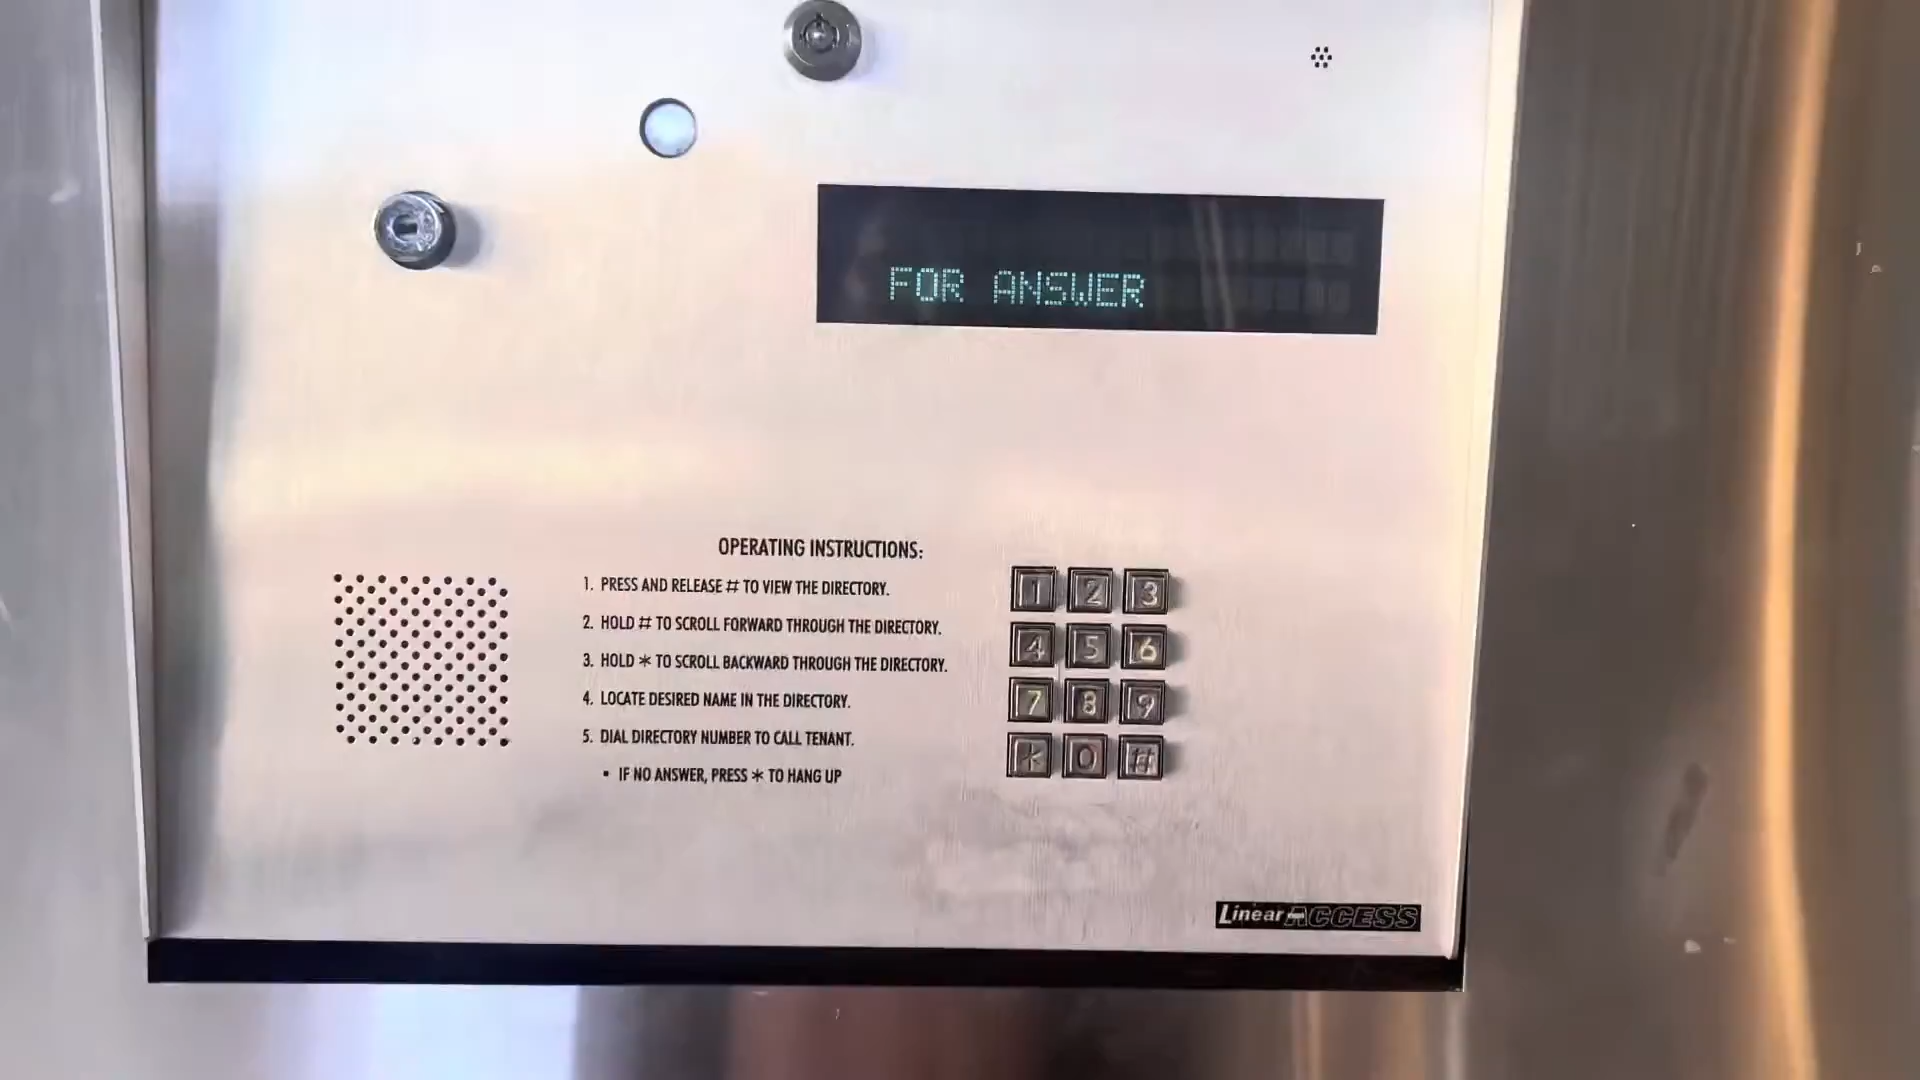 FOR ANSWER
OPERATING INSTRUCTIONS:
1. PRESS AND RELEASE # TO VIEW THE DIRECTORY.
2. HOLD # TO SCROLL FORWARD THROUGH THE DIRECTORY.
3. HOLD * TO SCROLL BACKWARD THROUGH THE DIRECTORY.
4. LOCATE DESIRED NAME IN THE DIRECTORY.
5. DIAL DIRECTORY NUMBER TO CALL TENANT.
• IF NO ANSWER, PRESS * TO HANG UP
1 2 3
4 5 6
7 8 9
* 0 #
Linear ACCESS